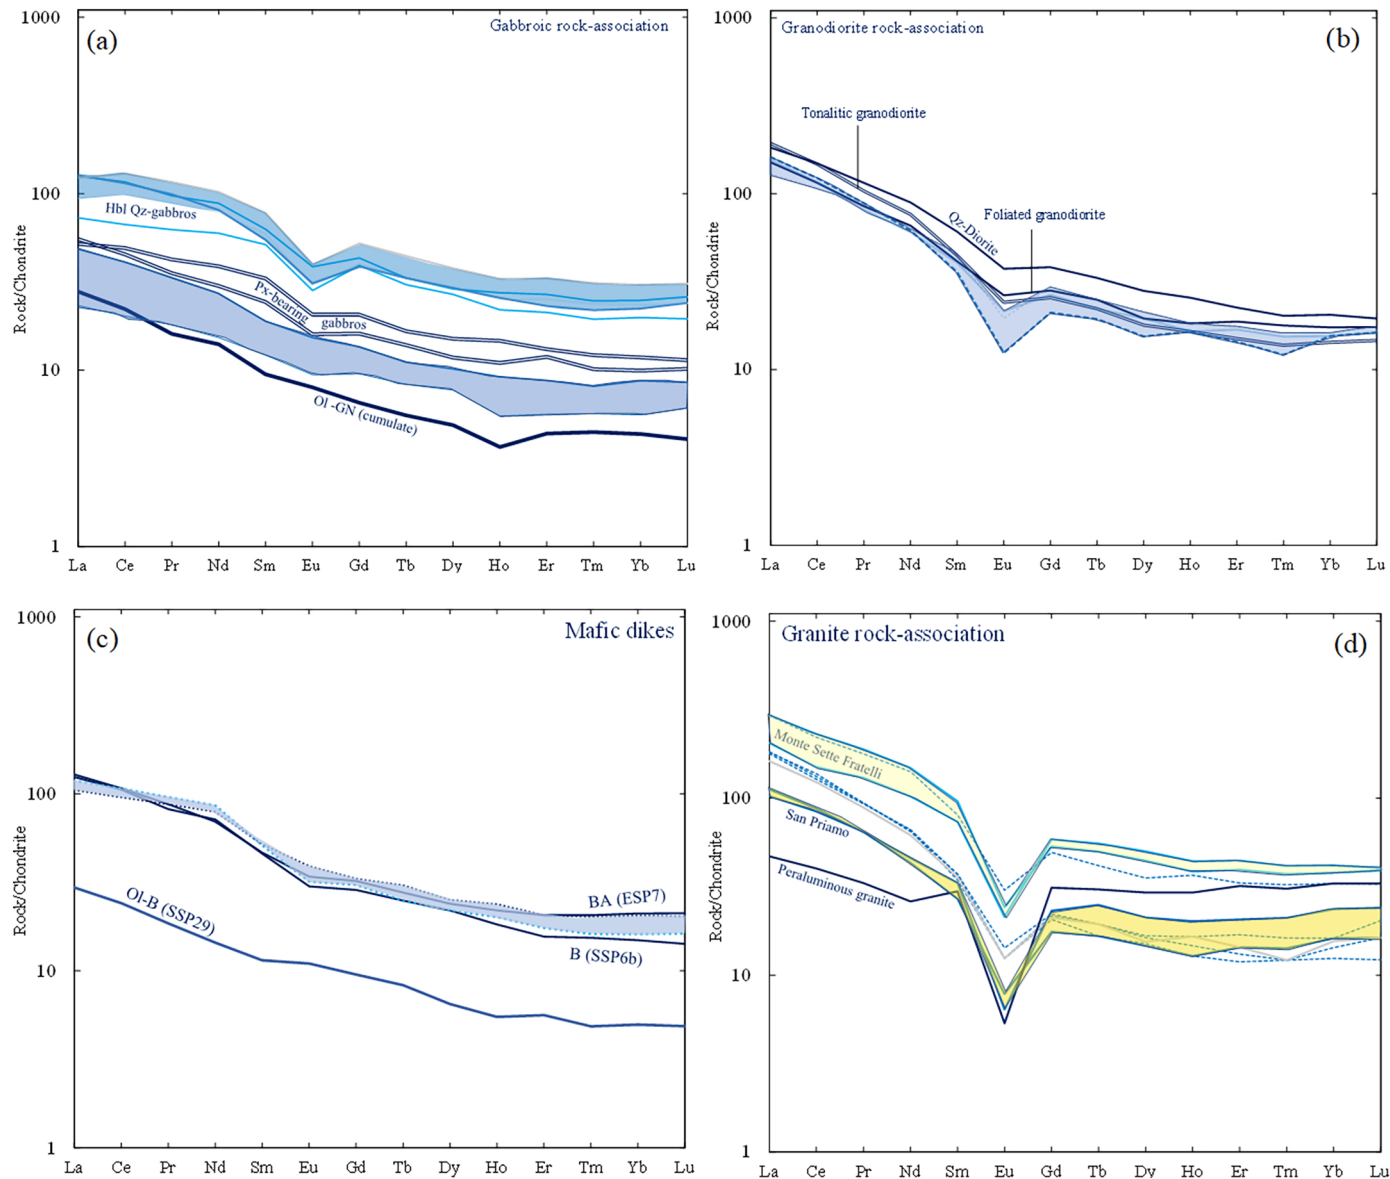 1000
(a)
Gabbroic rock-association
100
Hbl Qz-gabbros
Px-bearing
gabbros
10
Ol -GN (cumulate)
1
Rock/Chondrite
La Ce Pr Nd Sm Eu Gd Tb Dy Ho Er Tm Yb Lu
1000
Granodiorite rock-association
(b)
Tonalitic granodiorite
100
Qz-Diorite
Foliated granodiorite
10
1
Rock/Chondrite
La Ce Pr Nd Sm Eu Gd Tb Dy Ho Er Tm Yb Lu
1000
(c)
Mafic dikes
100
Ol-B (SSP29)
BA (ESP7)
B (SSP6b)
10
1
Rock/Chondrite
La Ce Pr Nd Sm Eu Gd Tb Dy Ho Er Tm Yb Lu
1000
Granite rock-association
(d)
Monte Sette Fratelli
100
San Priamo
Peraluminous granite
10
1
Rock/Chondrite
La Ce Pr Nd Sm Eu Gd Tb Dy Ho Er Tm Yb Lu